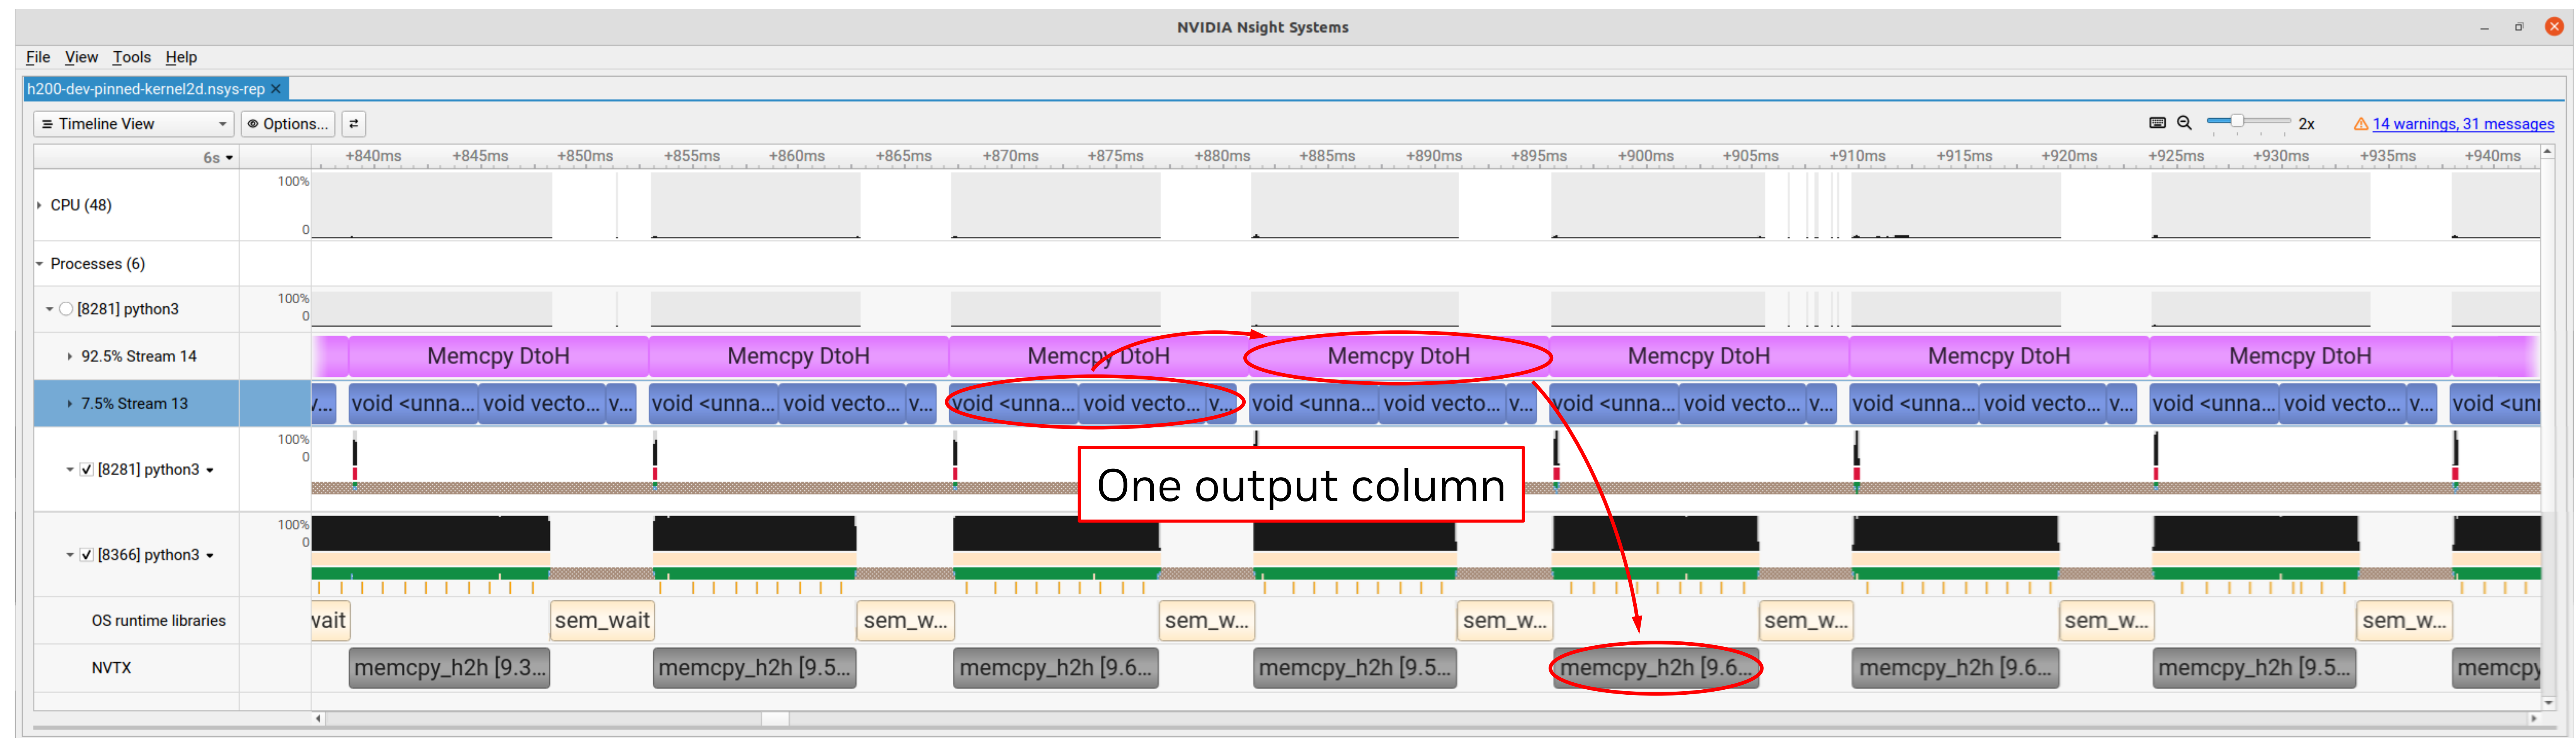 NVIDIA Nsight Systems
File View Tools Help
h200-dev-pinned-kernel2d.nsys-rep
Timeline View Options... 2x 14 warnings, 31 messages
6s +840ms +845ms +850ms +855ms +860ms +865ms +870ms +875ms +880ms +885ms +890ms +895ms +900ms +905ms +910ms +915ms +920ms +925ms +930ms +935ms +940ms
100%
CPU (48)
0
Processes (6)
100%
[8281] python3
0
92.5% Stream 14 Memcpy DtoH Memcpy DtoH Memcpy DtoH Memcpy DtoH Memcpy DtoH Memcpy DtoH Memcpy DtoH
7.5% Stream 13 v... void <unna... void vecto... v... void <unna... void vecto... v... void <unna... void vecto... v... void <unna... void vecto... v... void <unna... void vecto... v... void <unna... void vecto... v... void <unna... void vecto... v... void <unn
100%
0
[8281] python3
One output column
100%
0
[8366] python3
OS runtime libraries vait sem_wait sem_w... sem_w... sem_w... sem_w... sem_w... sem_w...
NVTX memcpy_h2h [9.3... memcpy_h2h [9.5... memcpy_h2h [9.6... memcpy_h2h [9.5... memcpy_h2h [9.6... memcpy_h2h [9.6... memcpy_h2h [9.5... memcpy